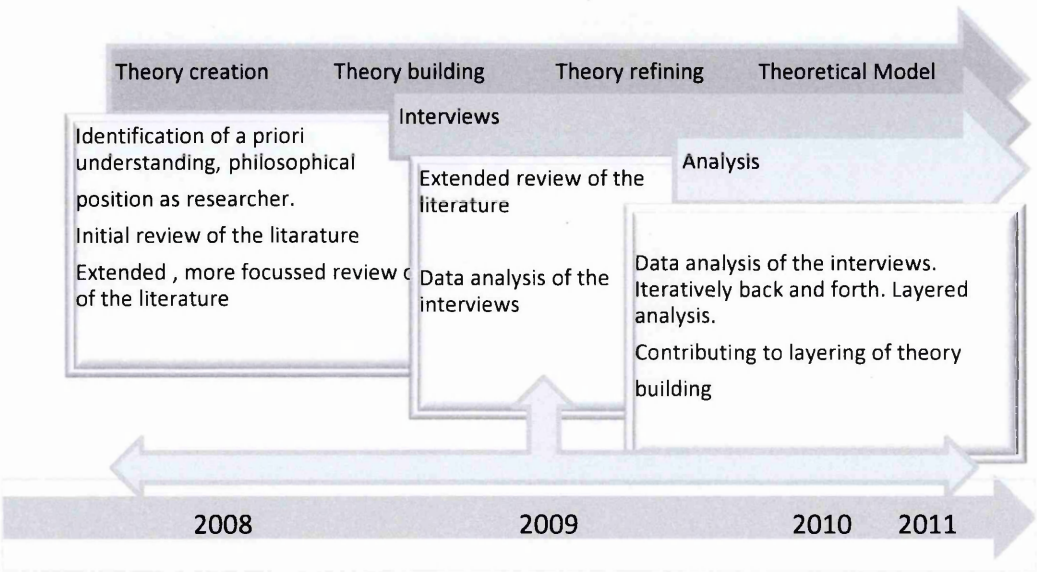 Theory creation Theory building Theory refining Theoretical Model
Interviews
Analysis
Identification of a priori
understanding, philosophical
position as researcher.
Initial review of the litarature
Extended , more focussed review o
of the literature
Extended review of the
literature
Data analysis of the
interviews
Data analysis of the interviews.
Iteratively back and forth. Layered
analysis.
Contributing to layering of theory
building
2008 2009 2010 2011